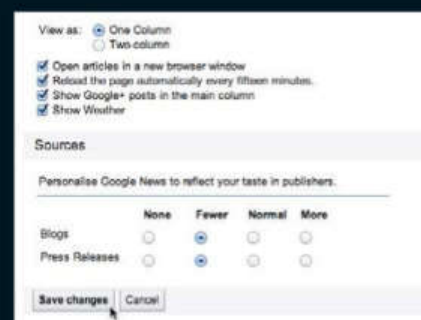 View as: One Column
Two column
Open articles in a new browser window
Reload the page automatically every fifteen minutes.
Show Google+ posts in the main column
Show Weather
Sources
Personalise Google News to reflect your taste in publishers.
None Fewer Normal More
Blogs
Press Releases
Save changes Cancel